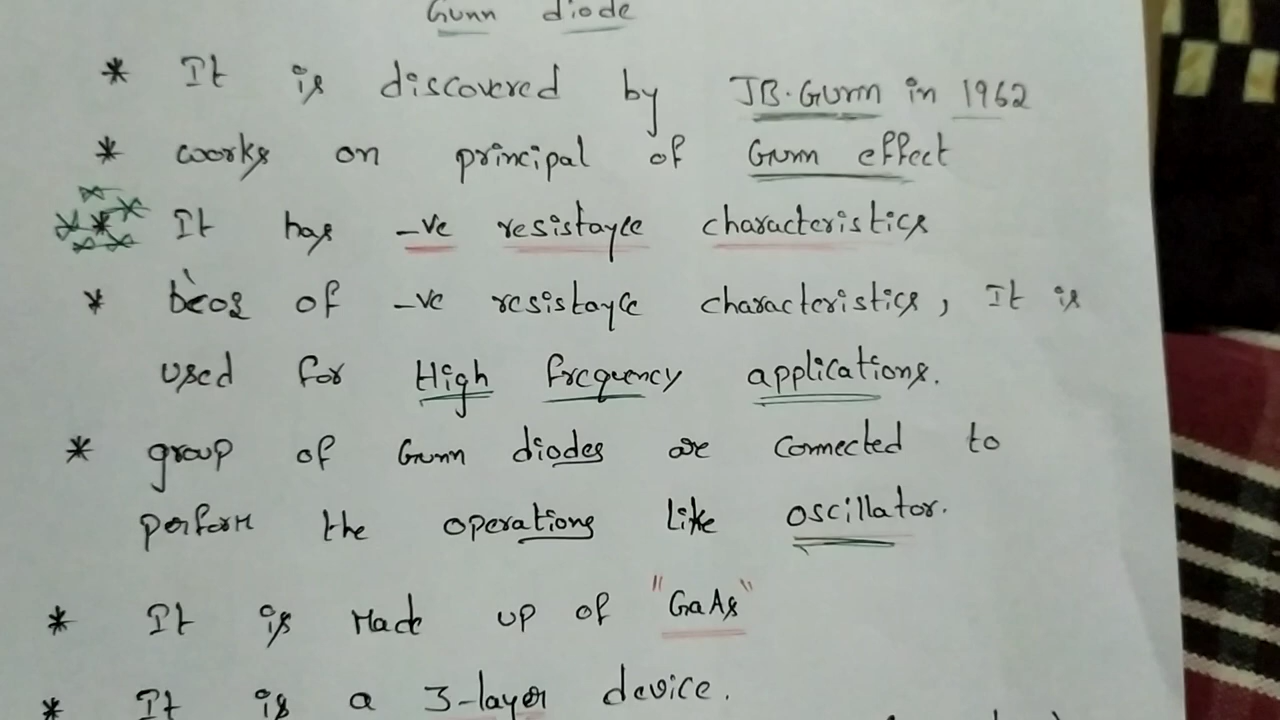 Gunn diode
* It is discovered by J.B.Gunn in 1962
* works on principal of Gunn effect
* It has -ve resistance characteristics
* becos of -ve resistance characteristics, It is
used for High frequency applications.
* group of Gunn diodes are connected to
perform the operations like oscillator.
* It is Made up of "GaAs"
* It is a 3-layer device.